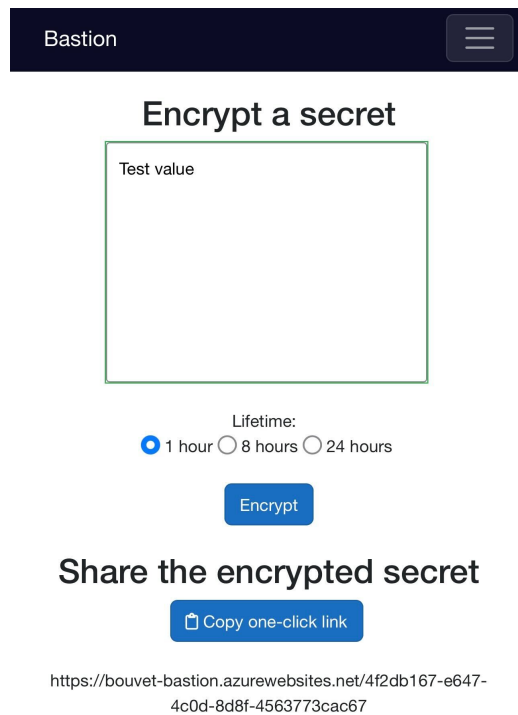 Bastion
Encrypt a secret
Test value
Lifetime:
1 hour 8 hours 24 hours
Encrypt
Share the encrypted secret
Copy one-click link
https://bouvet-bastion.azurewebsites.net/4f2db167-e647-
4c0d-8d8f-4563773cac67